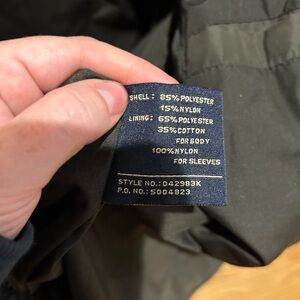 SHELL: 85%POLYESTER
15%NYLON
LINING: 65%POLYESTER
35%COTTON
FOR BODY
100%NYLON
FOR SLEEVES
STYLE NO.:042983K
P.O. NO.:5004823